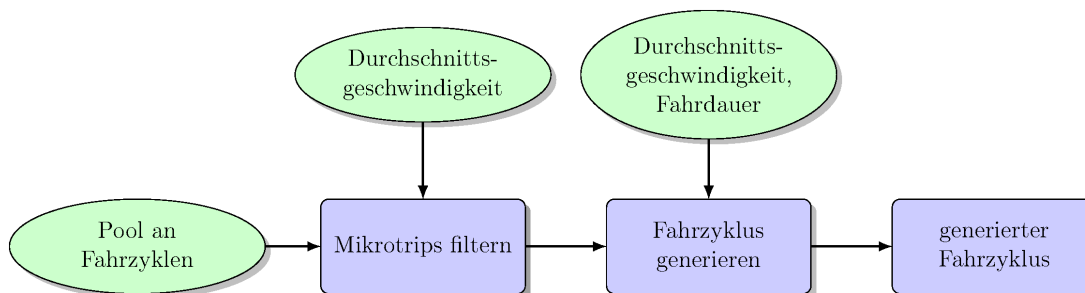 Durchschnitts-
geschwindigkeit
Durchschnitts-
geschwindigkeit,
Fahrdauer
Pool an
Fahrzyklen
Mikrotrips filtern
Fahrzyklus
generieren
generierter
Fahrzyklus